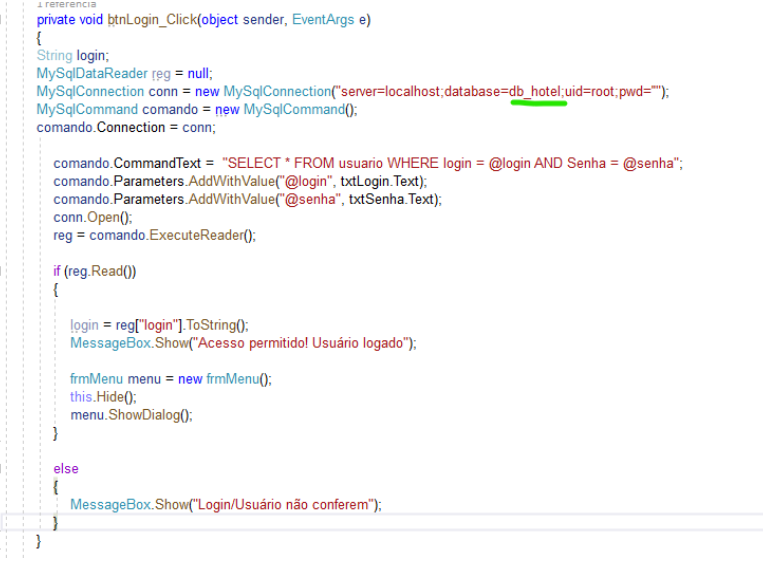 1 referência
private void btnLogin_Click(object sender, EventArgs e)
{
String login;
MySqlDataReader reg = null;
MySqlConnection conn = new MySqlConnection("server=localhost;database=db_hotel;uid=root;pwd=''");
MySqlCommand comando = new MySqlCommand();
comando.Connection = conn;
comando.CommandText = "SELECT * FROM usuario WHERE login = @login AND Senha = @senha";
comando.Parameters.AddWithValue("@login", txtLogin.Text);
comando.Parameters.AddWithValue("@senha", txtSenha.Text);
conn.Open();
reg = comando.ExecuteReader();
if (reg.Read())
{
login = reg["login"].ToString();
MessageBox.Show("Acesso permitido! Usuário logado");
frmMenu menu = new frmMenu();
this.Hide();
menu.ShowDialog();
}
else
{
MessageBox.Show("Login/Usuário não conferem");
}
}